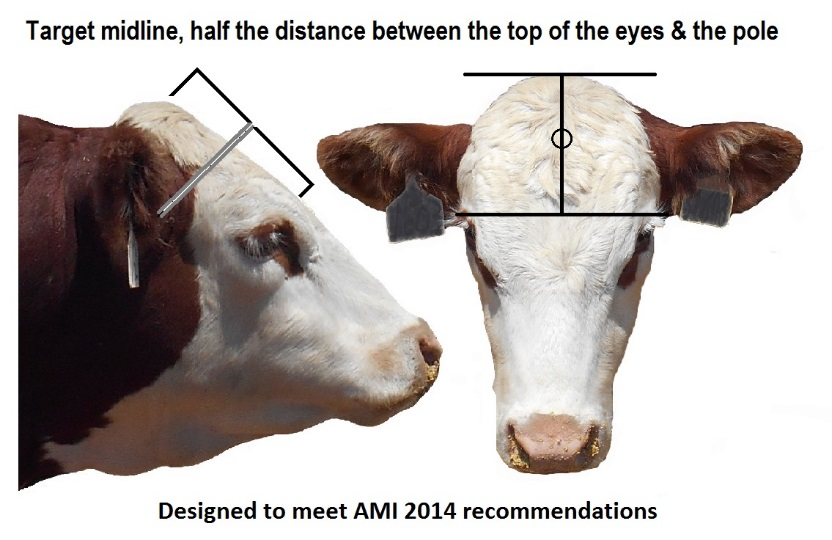 Target midline, half the distance between the top of the eyes & the pole
Designed to meet AMI 2014 recommendations